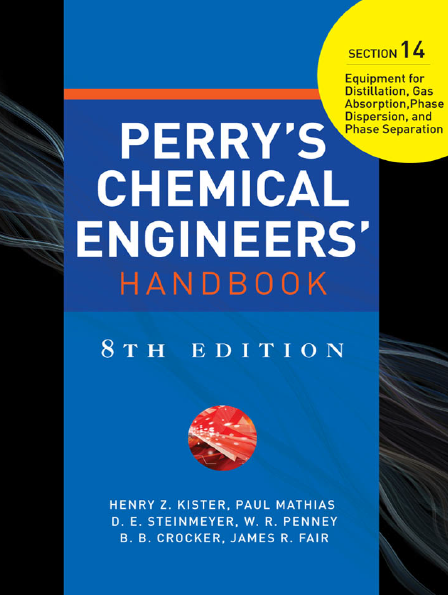 SECTION 14
Equipment for
Distillation, Gas
Absorption,Phase
Dispersion, and
Phase Separation
PERRY'S
CHEMICAL
ENGINEERS'
HANDBOOK
8TH EDITION
HENRY Z. KISTER, PAUL MATHIAS
D. E. STEINMEYER, W. R. PENNEY
B. B. CROCKER, JAMES R. FAIR